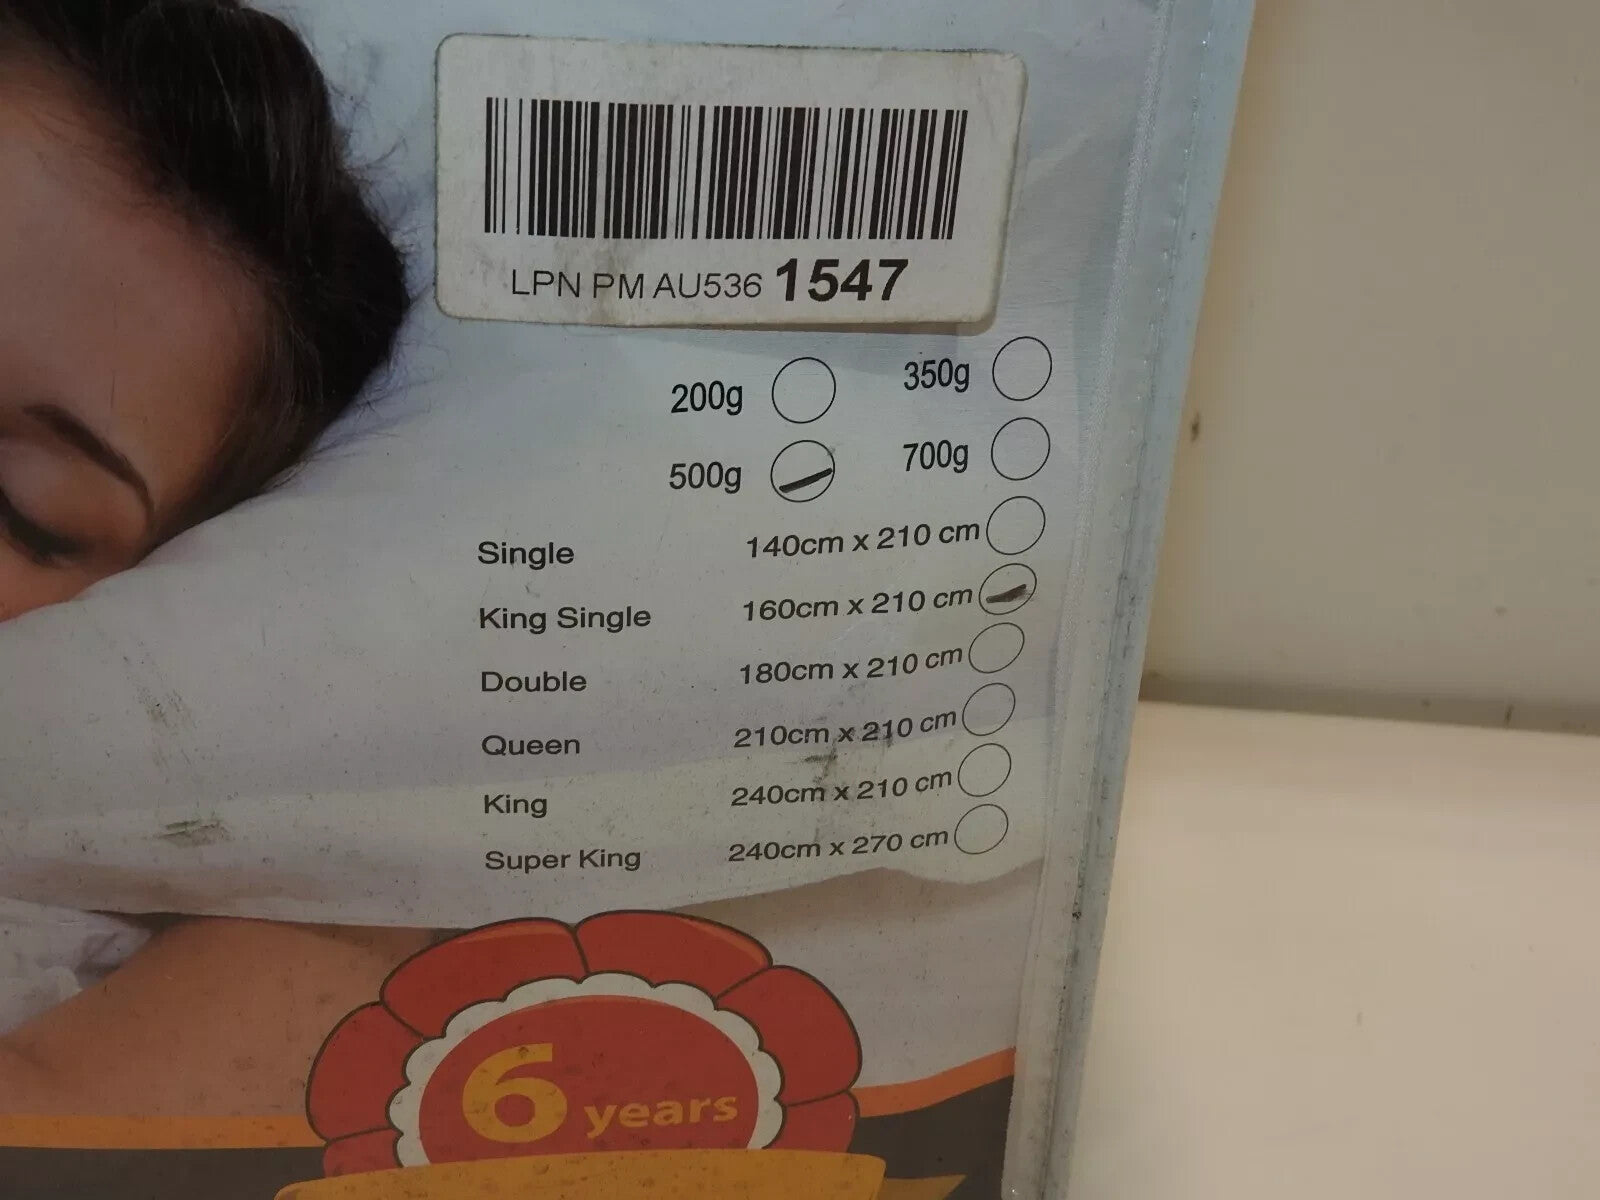 LPN PM AU536 1547
200g 350g
500g 700g
Single 140cm x 210 cm
King Single 160cm x 210 cm
Double 180cm x 210 cm
Queen 210cm x 210 cm
King 240cm x 210 cm
Super King 240cm x 270 cm
6 years